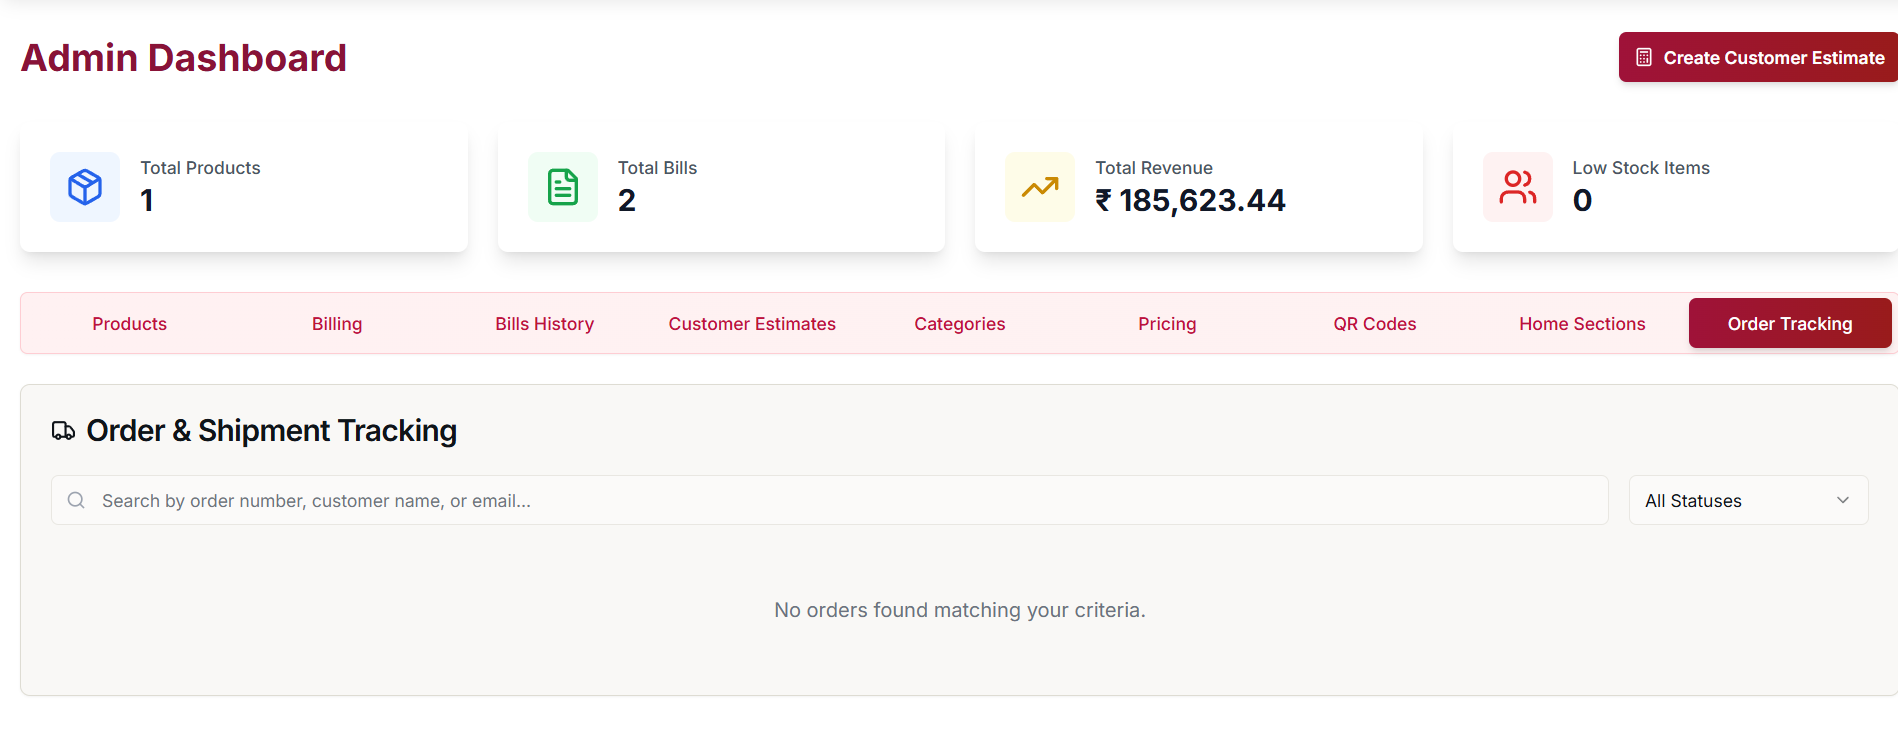 Admin Dashboard
Create Customer Estimate
Total Products
1
Total Bills
2
Total Revenue
₹ 185,623.44
Low Stock Items
0
Products
Billing
Bills History
Customer Estimates
Categories
Pricing
QR Codes
Home Sections
Order Tracking
Order & Shipment Tracking
Search by order number, customer name, or email...
All Statuses
No orders found matching your criteria.